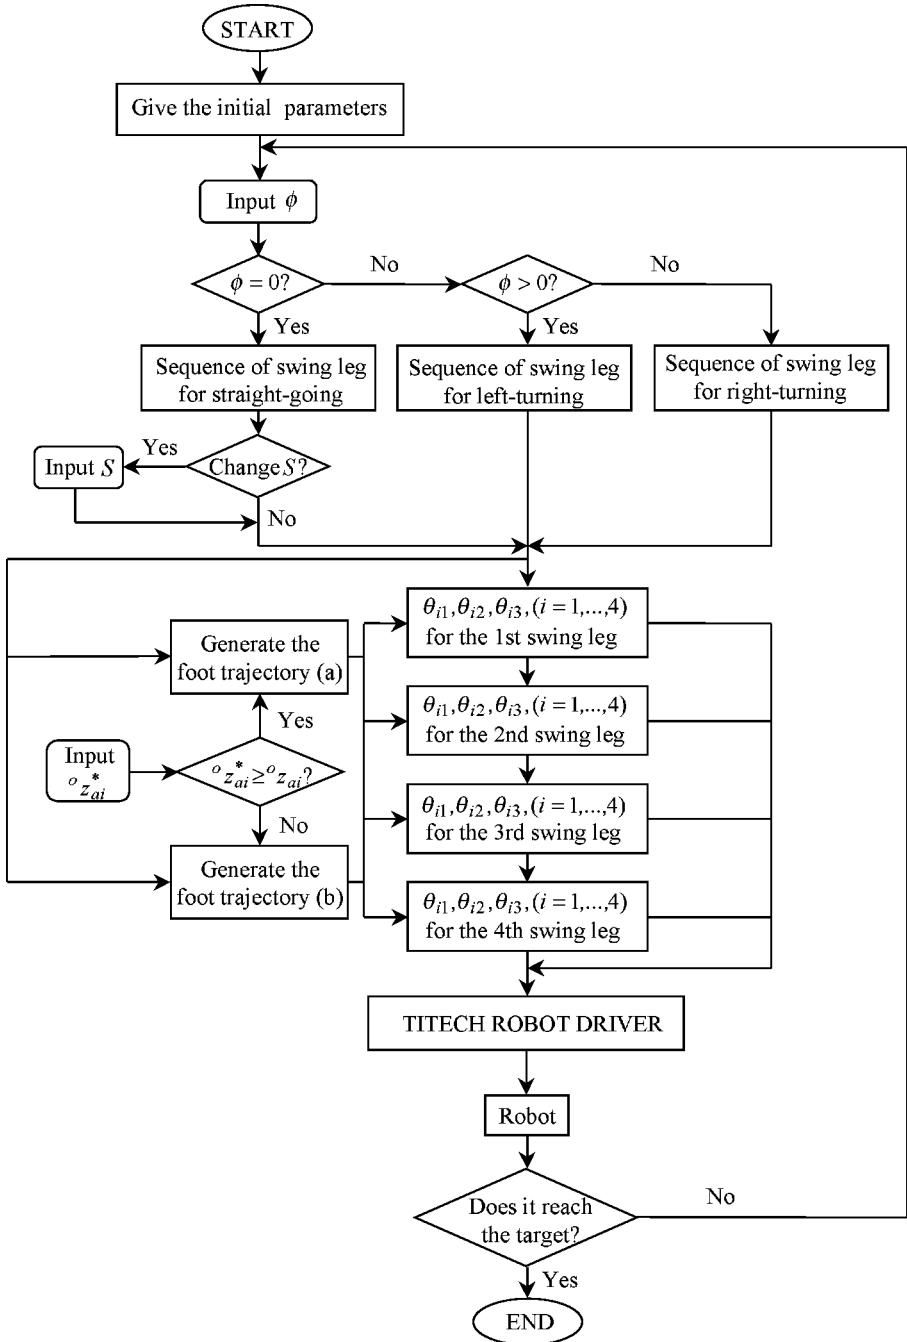 START
Give the initial parameters
Input ϕ
ϕ = 0?
No
ϕ > 0?
No
Yes
Yes
Sequence of swing leg
for straight-going
Sequence of swing leg
for left-turning
Sequence of swing leg
for right-turning
Yes
Input S
Change S?
No
θi1,θi2,θi3,(i = 1,...,4)
for the 1st swing leg
Generate the
foot trajectory (a)
Yes
θi1,θi2,θi3,(i = 1,...,4)
for the 2nd swing leg
Input
ᵒz*ai
ᵒz*ai ≥ ᵒzai?
No
θi1,θi2,θi3,(i = 1,...,4)
for the 3rd swing leg
Generate the
foot trajectory (b)
θi1,θi2,θi3,(i = 1,...,4)
for the 4th swing leg
TITECH ROBOT DRIVER
Robot
Does it reach
the target?
No
Yes
END